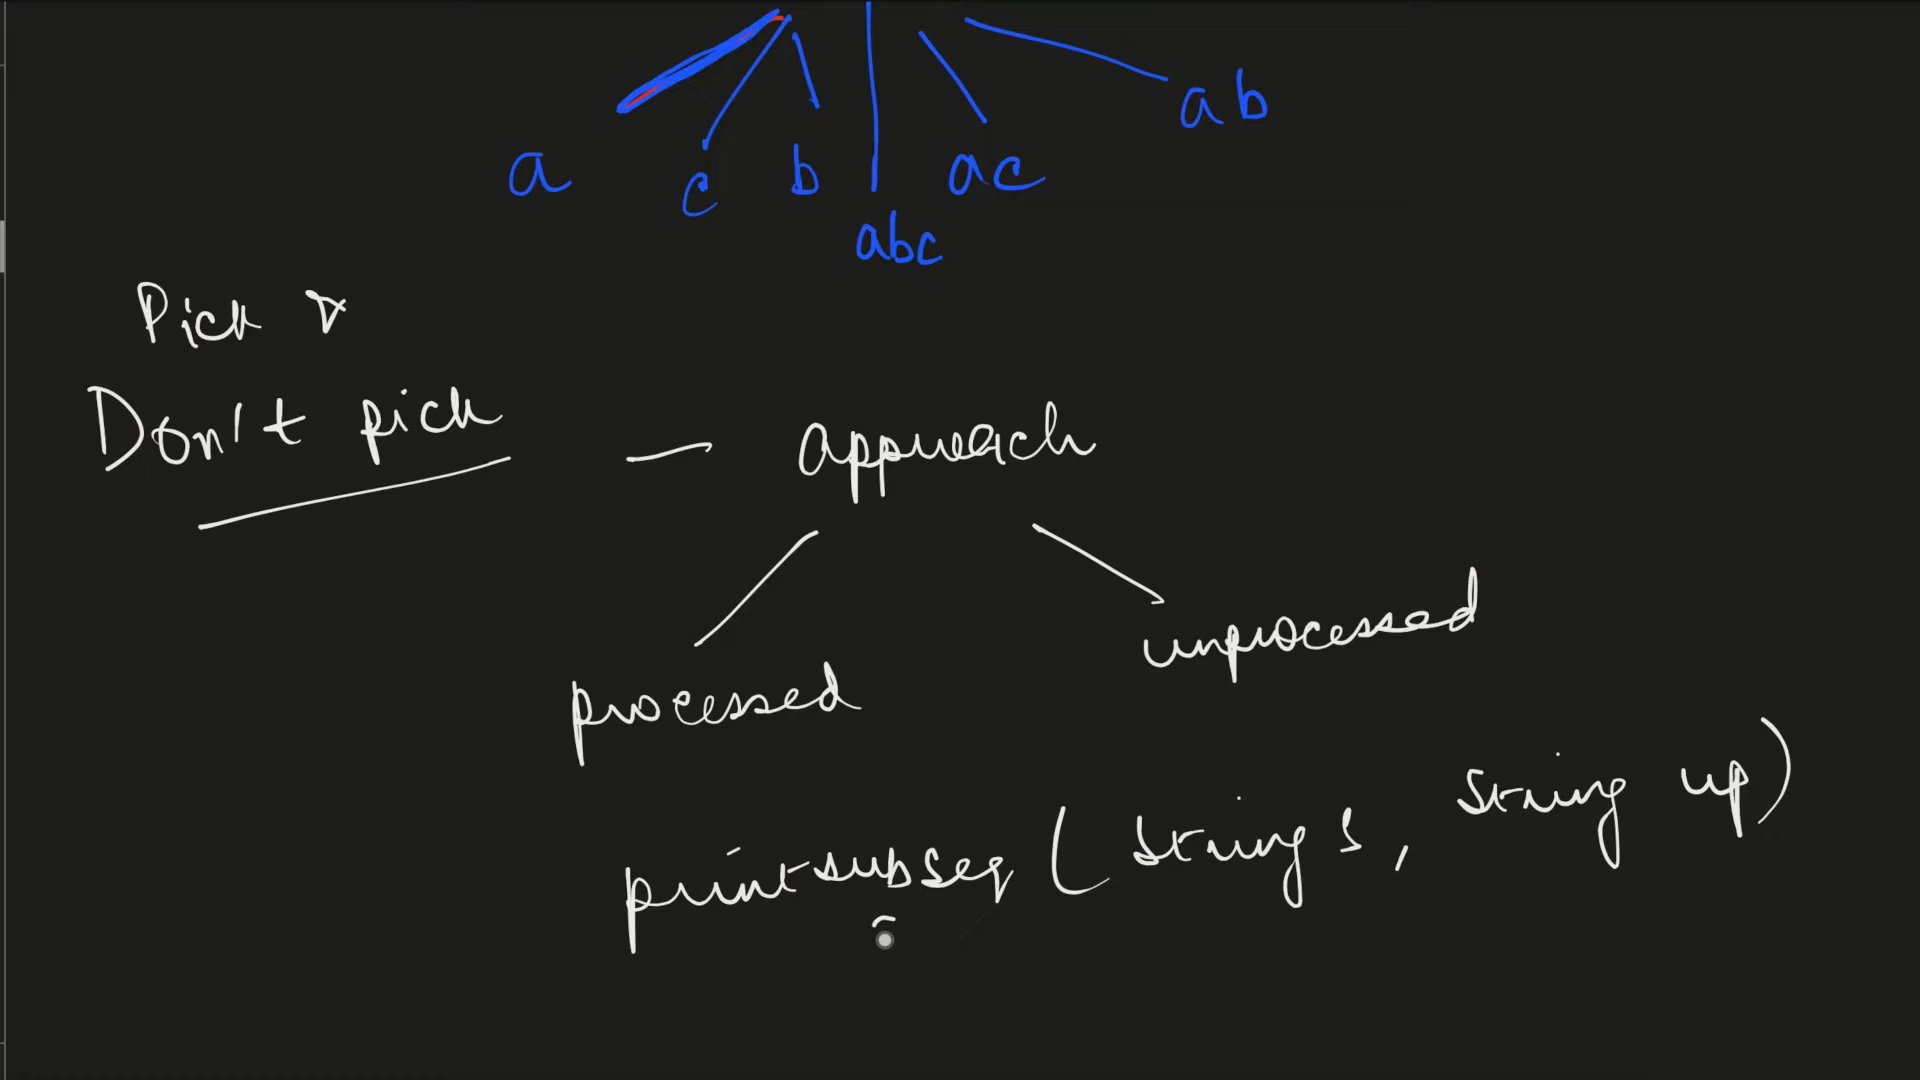 ab
a c b ac
abc
Pick &
Don't pick — approach
unprocessed
processed
printsubseq ( String s, String up)